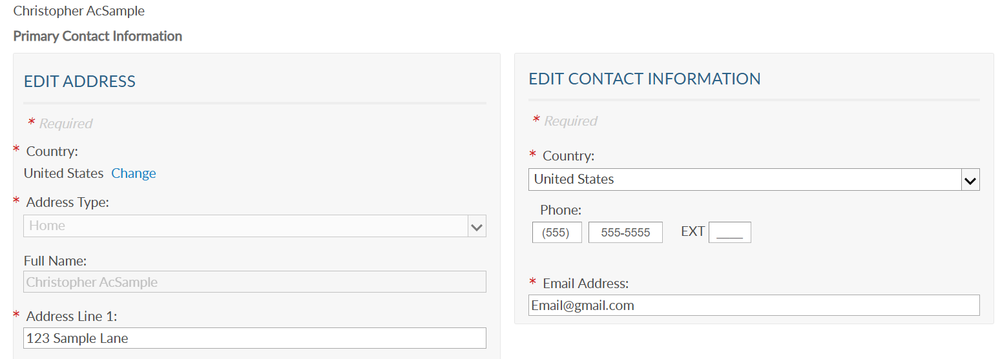 Christopher AcSample
Primary Contact Information
EDIT ADDRESS
* Required
* Country:
United States Change
* Address Type:
Home
Full Name:
Christopher AcSample
* Address Line 1:
123 Sample Lane
EDIT CONTACT INFORMATION
* Required
* Country:
United States
Phone:
(555) 555-5555 EXT ____
* Email Address:
Email@gmail.com